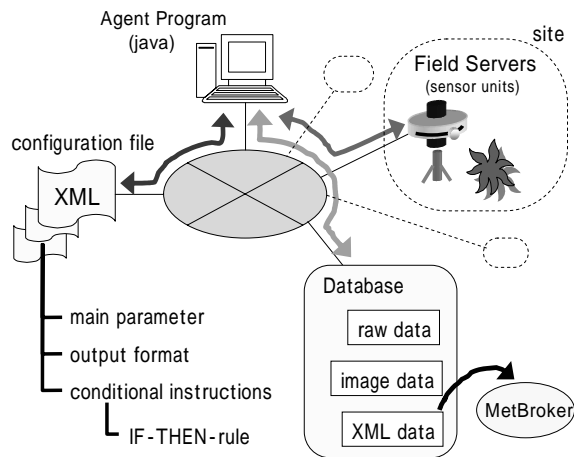 Agent Program
(java)
site
Field Servers
(sensor units)
configuration file
XML
main parameter
output format
conditional instructions
IF-THEN-rule
Database
raw data
image data
XML data
MetBroker